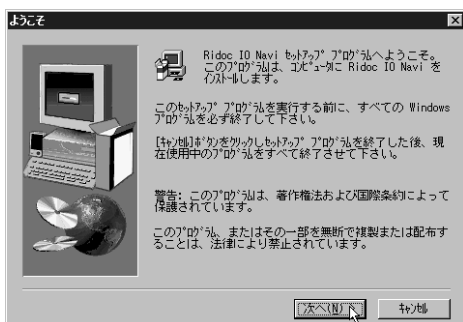 ようこそ
Ridoc IO Navi ｾｯﾄｱｯﾌﾟ ﾌﾟﾛｸﾞﾗﾑへようこそ。
このﾌﾟﾛｸﾞﾗﾑは、ｺﾝﾋﾟｭｰﾀに Ridoc IO Navi を
ｲﾝｽﾄｰﾙします。
このｾｯﾄｱｯﾌﾟ ﾌﾟﾛｸﾞﾗﾑを実行する前に、すべての Windows
ﾌﾟﾛｸﾞﾗﾑを必ず終了して下さい。
[ｷｬﾝｾﾙ]ﾎﾞﾀﾝをｸﾘｯｸしｾｯﾄｱｯﾌﾟ ﾌﾟﾛｸﾞﾗﾑを終了した後、現
在使用中のﾌﾟﾛｸﾞﾗﾑをすべて終了させて下さい。
警告: このﾌﾟﾛｸﾞﾗﾑは、著作権法および国際条約によって
保護されています。
このﾌﾟﾛｸﾞﾗﾑ、またはその一部を無断で複製または配布す
ることは、法律により禁止されています。
次へ(N) >
ｷｬﾝｾﾙ